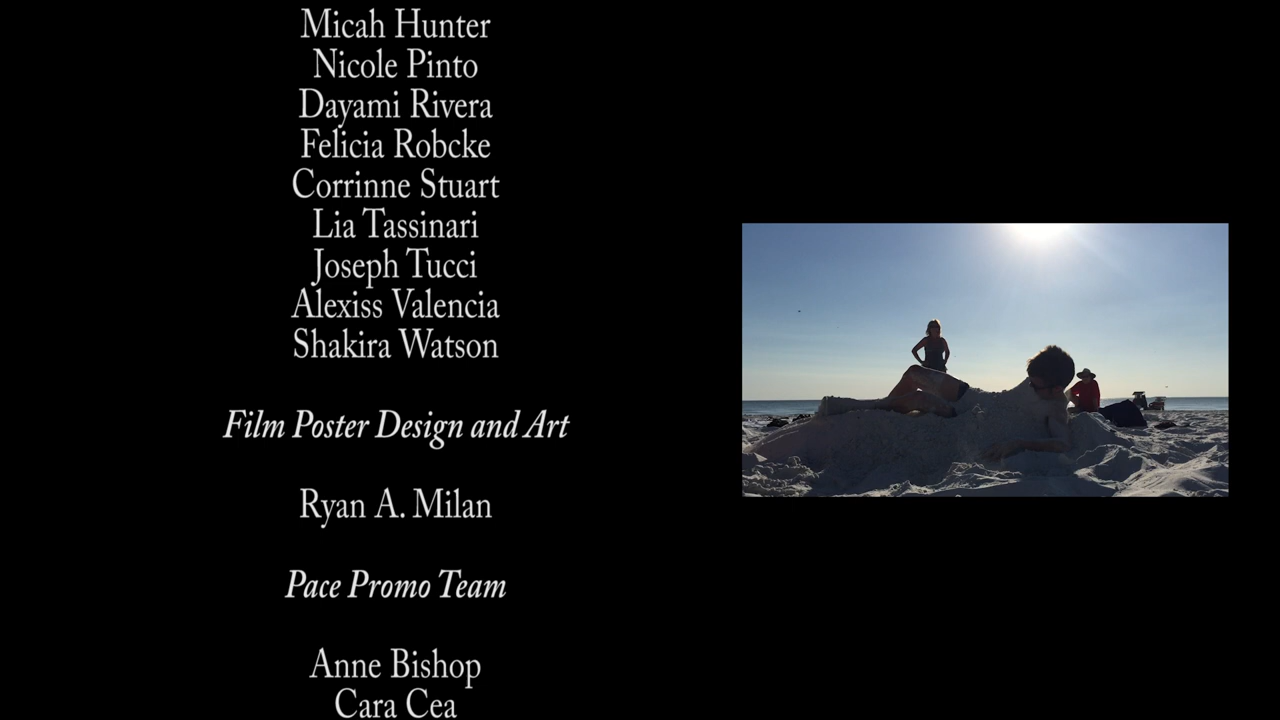 Micah Hunter
Nicole Pinto
Dayami Rivera
Felicia Robcke
Corrinne Stuart
Lia Tassinari
Joseph Tucci
Alexiss Valencia
Shakira Watson
Film Poster Design and Art
Ryan A. Milan
Pace Promo Team
Anne Bishop
Cara Cea